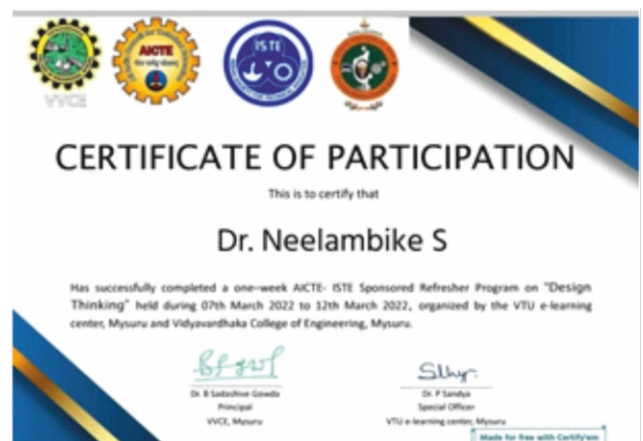 VVCE
AICTE
ISTE
CERTIFICATE OF PARTICIPATION
This is to certify that
Dr. Neelambike S
Has successfully completed a one-week AICTE- ISTE Sponsored Refresher Program on "Design
Thinking" held during 07th March 2022 to 12th March 2022, organized by the VTU e-learning
center, Mysuru and Vidyavardhaka College of Engineering, Mysuru.
Dr. B Sadashive Gowda
Principal
VVCE, Mysuru
Dr. P Sandya
Special Officer
VTU e-learning center, Mysuru
Made for free with Certify'em